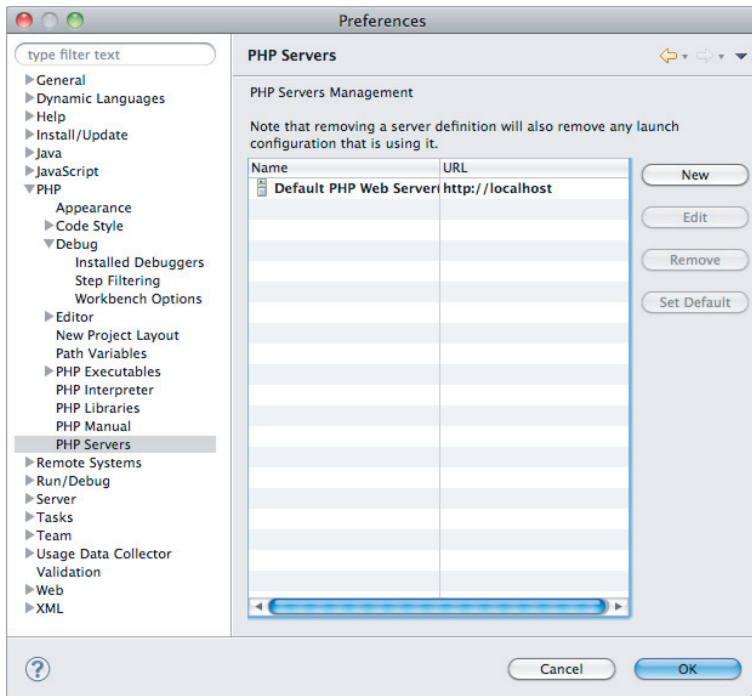 Preferences
type filter text
General
Dynamic Languages
Help
Install/Update
Java
JavaScript
PHP
Appearance
Code Style
Debug
Installed Debuggers
Step Filtering
Workbench Options
Editor
New Project Layout
Path Variables
PHP Executables
PHP Interpreter
PHP Libraries
PHP Manual
PHP Servers
Remote Systems
Run/Debug
Server
Tasks
Team
Usage Data Collector
Validation
Web
XML
PHP Servers
PHP Servers Management
Note that removing a server definition will also remove any launch
configuration that is using it.
Name URL
Default PHP Web Server http://localhost
New
Edit
Remove
Set Default
?
Cancel
OK